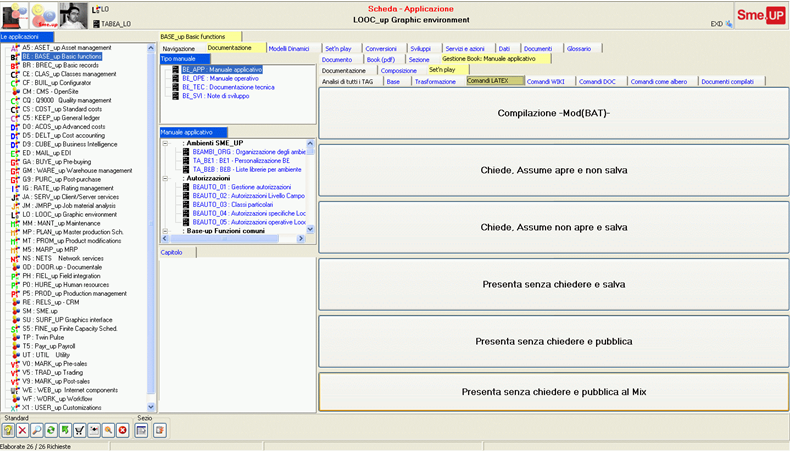 Scheda - Applicazione
LOOC_up Graphic environment
LO
TABEA_LO
EXD
Sme.UP
Le applicazioni
A5 : ASET_up Asset management
BE : BASE_up Basic functions
BR : BREC_up Basic records
CE : CLAS_up Classes management
CF : BUIL_up Configurator
CM : CMS - OpenSite
CQ : Q9000 Quality management
CS : COST_up Standard costs
C5 : KEEP_up General ledger
D0 : ACOS_up Advanced costs
D5 : DELT_up Cost accounting
D9 : CUBE_up Business Intelligence
ED : MAIL_up EDI
GA : BUYE_up Pre-buying
GM : WARE_up Warehouse management
G9 : PURC_up Post-purchase
IG : RATE_up Rating management
JA : SERV_up Client/Server services
JM : JMRP_up Job material analysis
LO : LOOC_up Graphic environment
MM : MANT_up Maintenance
MP : PLAN_up Master production Sch.
MT : PROM_up Product modifications
M5 : MARP_up MRP
NS : NETS Network services
OD : DOOR.up - Documentale
PH : FIEL_up Field integration
P0 : HURE_up Human resources
P5 : PROD_up Production management
RE : RELS_up - CRM
SM : SME.up
SU : SURF_UP Graphics interface
S5 : FINE_up Finite Capacity Sched.
TP : Twin Pulse
T5 : Payr_up Payroll
UT : UTIL Utility
V0 : MARK_up Pre-sales
V5 : TRAD_up Trading
V9 : MARK_up Post-sales
WE : WEB_up Internet components
WF : WORK_up Workflow
X1 : USER_up Customizations
Standard
Sezio
Elaborate 26 / 26 Richieste
BASE_up Basic functions
Navigazione Documentazione Modelli Dinamici Set'n play Conversioni Sviluppi Servizi e azioni Dati Documenti Glossario
Tipo manuale
BE_APP : Manuale applicativo
BE_OPE : Manuale operativo
BE_TEC : Documentazione tecnica
BE_SVI : Note di sviluppo
Manuale applicativo
: Ambienti SME_UP
BEAMBI_ORG : Organizzazione degli ambie
TA_BE1 : BE1 - Personalizzazione BE
TA_BEB : BEB - Liste librerie per ambiente
: Autorizzazioni
BEAUTO_01 : Gestione autorizzazioni
BEAUTO_02 : Autorizzazioni Livello Campo
BEAUTO_03 : Classi particolari
BEAUTO_04 : Autorizzazioni specifiche Loo
BEAUTO_05 : Autorizzazioni operative Loo
: Base-up Funzioni comuni
Capitolo
Documento Book (pdf) Sezione Gestione Book: Manuale applicativo
Documentazione Composizione Set'n play
Analisi di tutti i TAG Base Trasformazione Comandi LATEX Comandi WIKI Comandi DOC Comandi come albero Documenti compilati
Compilazione -Mod(BAT)-
Chiede, Assume apre e non salva
Chiede, Assume non apre e salva
Presenta senza chiedere e salva
Presenta senza chiedere e pubblica
Presenta senza chiedere e pubblica al Mix